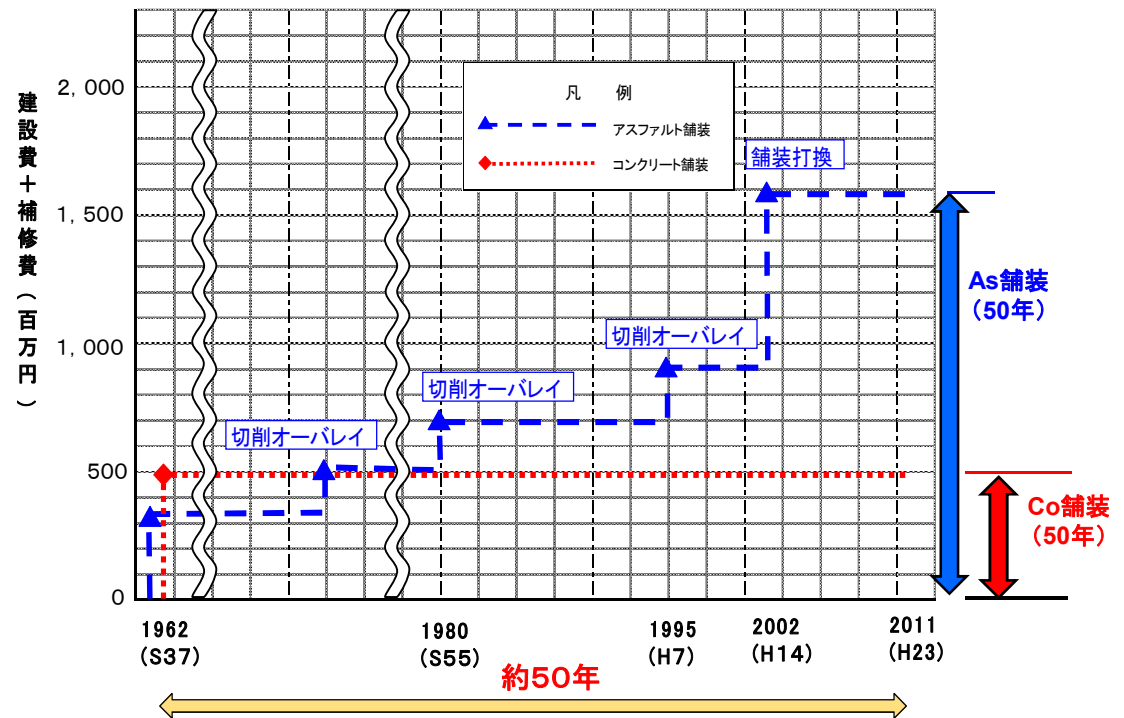 建設費＋補修費（百万円）
2,000
1,500
1,000
500
0
凡　例
アスファルト舗装
コンクリート舗装
舗装打換
切削オーバレイ
切削オーバレイ
切削オーバレイ
As舗装
（50年）
Co舗装
（50年）
1962
(S37)
1980
(S55)
1995
(H7)
2002
(H14)
2011
(H23)
約50年